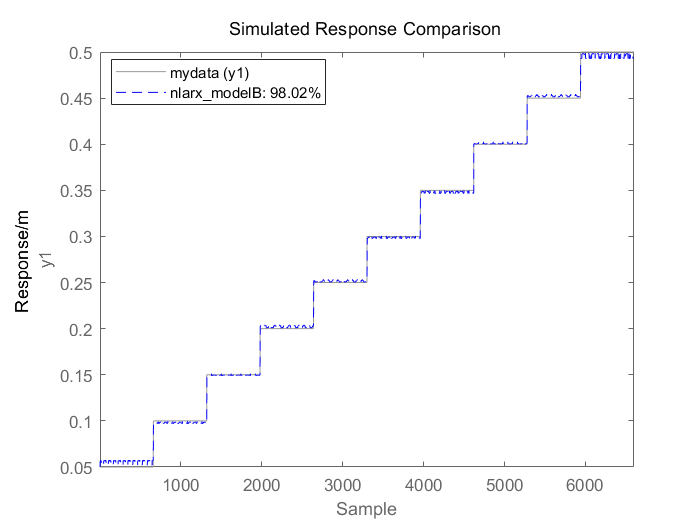 Simulated Response Comparison
mydata (y1)
nlarx_modelB: 98.02%
0.5
0.45
0.4
0.35
0.3
0.25
0.2
0.15
0.1
0.05
Response/m
y1
1000 2000 3000 4000 5000 6000
Sample